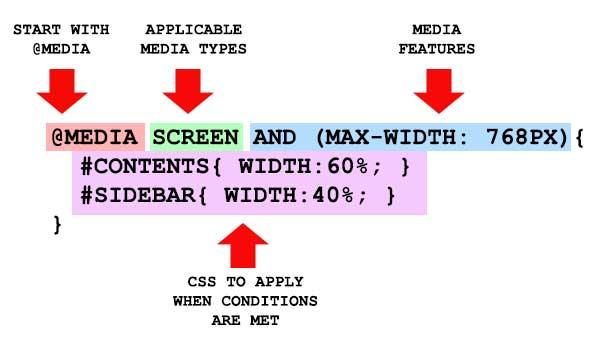 START WITH
@MEDIA
APPLICABLE
MEDIA TYPES
MEDIA
FEATURES
@MEDIA SCREEN AND (MAX-WIDTH: 768PX){
#CONTENTS{ WIDTH:60%; }
#SIDEBAR{ WIDTH:40%; }
}
CSS TO APPLY
WHEN CONDITIONS
ARE MET